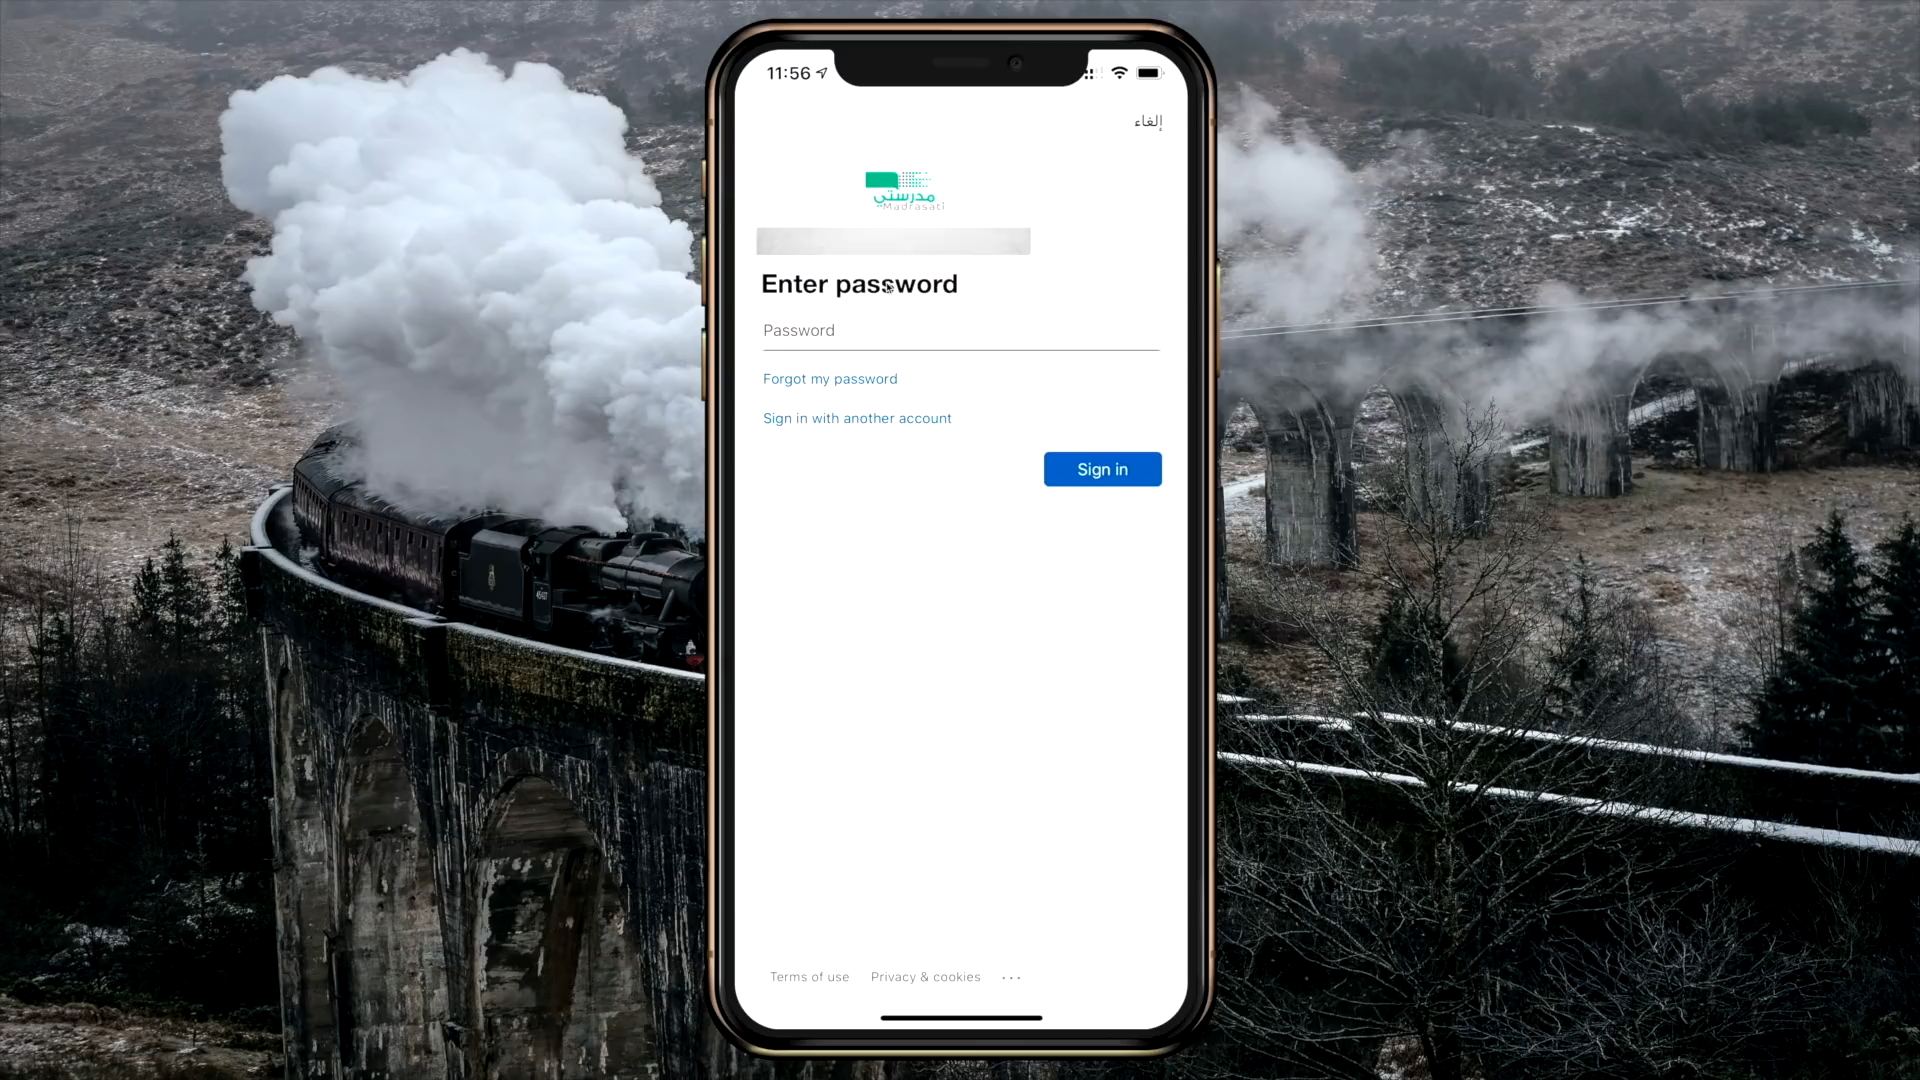 11:56
إلغاء
مدرستي
Madrasati
Enter password
Password
Forgot my password
Sign in with another account
Sign in
Terms of use
Privacy & cookies
...